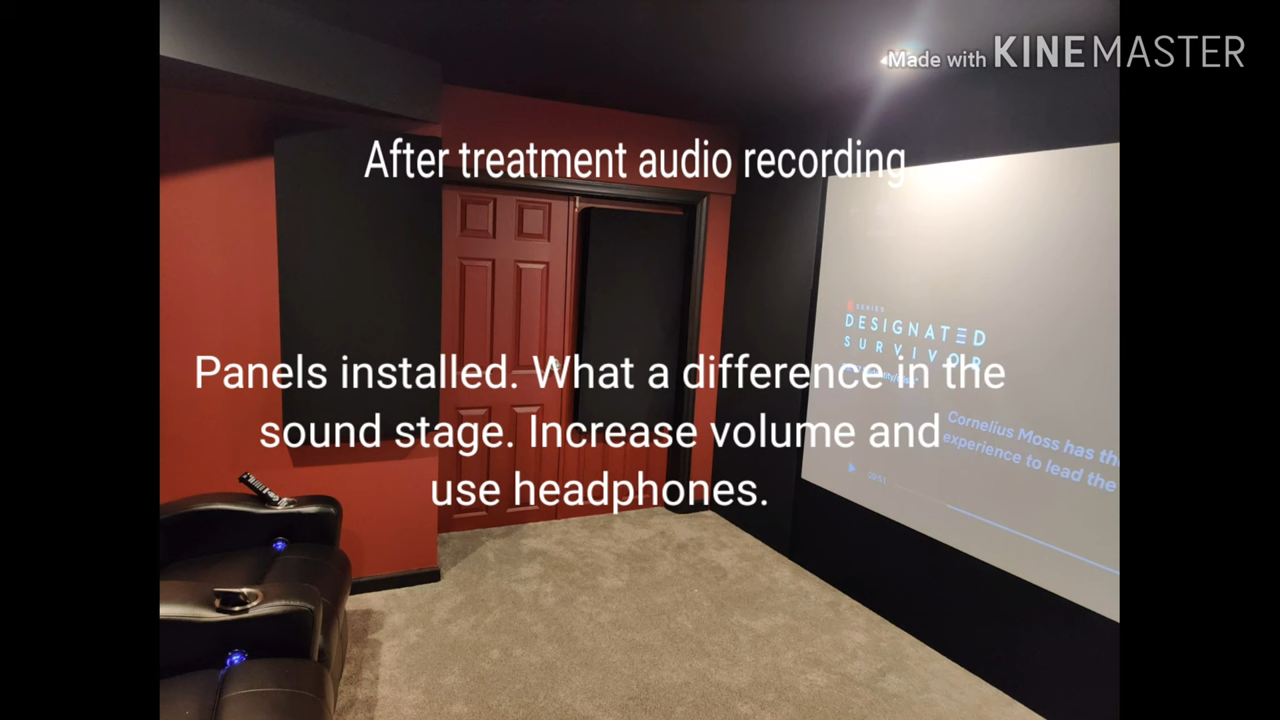 Made with KINEMASTER
After treatment audio recording
SERIES
DESIGNATED
SURVIVOR
Panels installed. What a difference in the
sound stage. Increase volume and
use headphones.
Cornelius Moss has th
experience to lead the